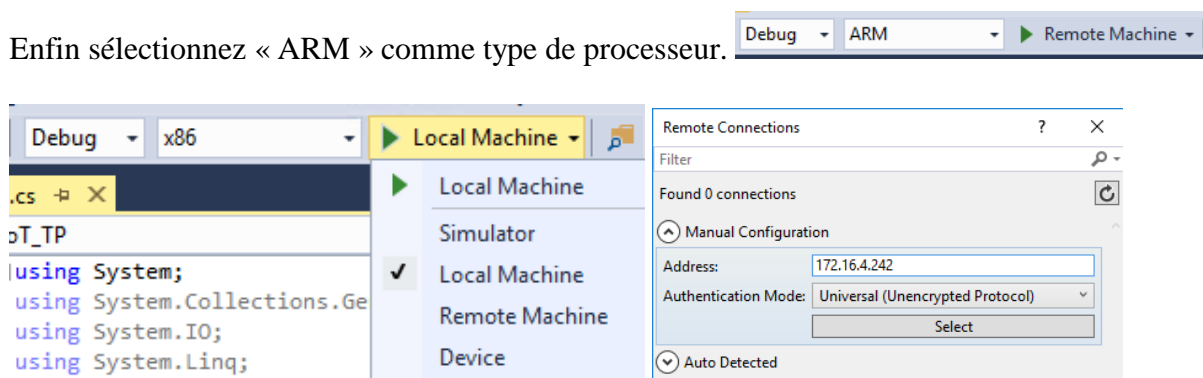 Enfin sélectionnez « ARM » comme type de processeur. Debug ARM Remote Machine
Debug x86 Local Machine
.cs
oT_TP
using System;
using System.Collections.Ge
using System.IO;
using System.Linq;
Local Machine
Simulator
Local Machine
Remote Machine
Device
Remote Connections ?
Filter
Found 0 connections
Manual Configuration
Address: 172.16.4.242
Authentication Mode: Universal (Unencrypted Protocol)
Select
Auto Detected